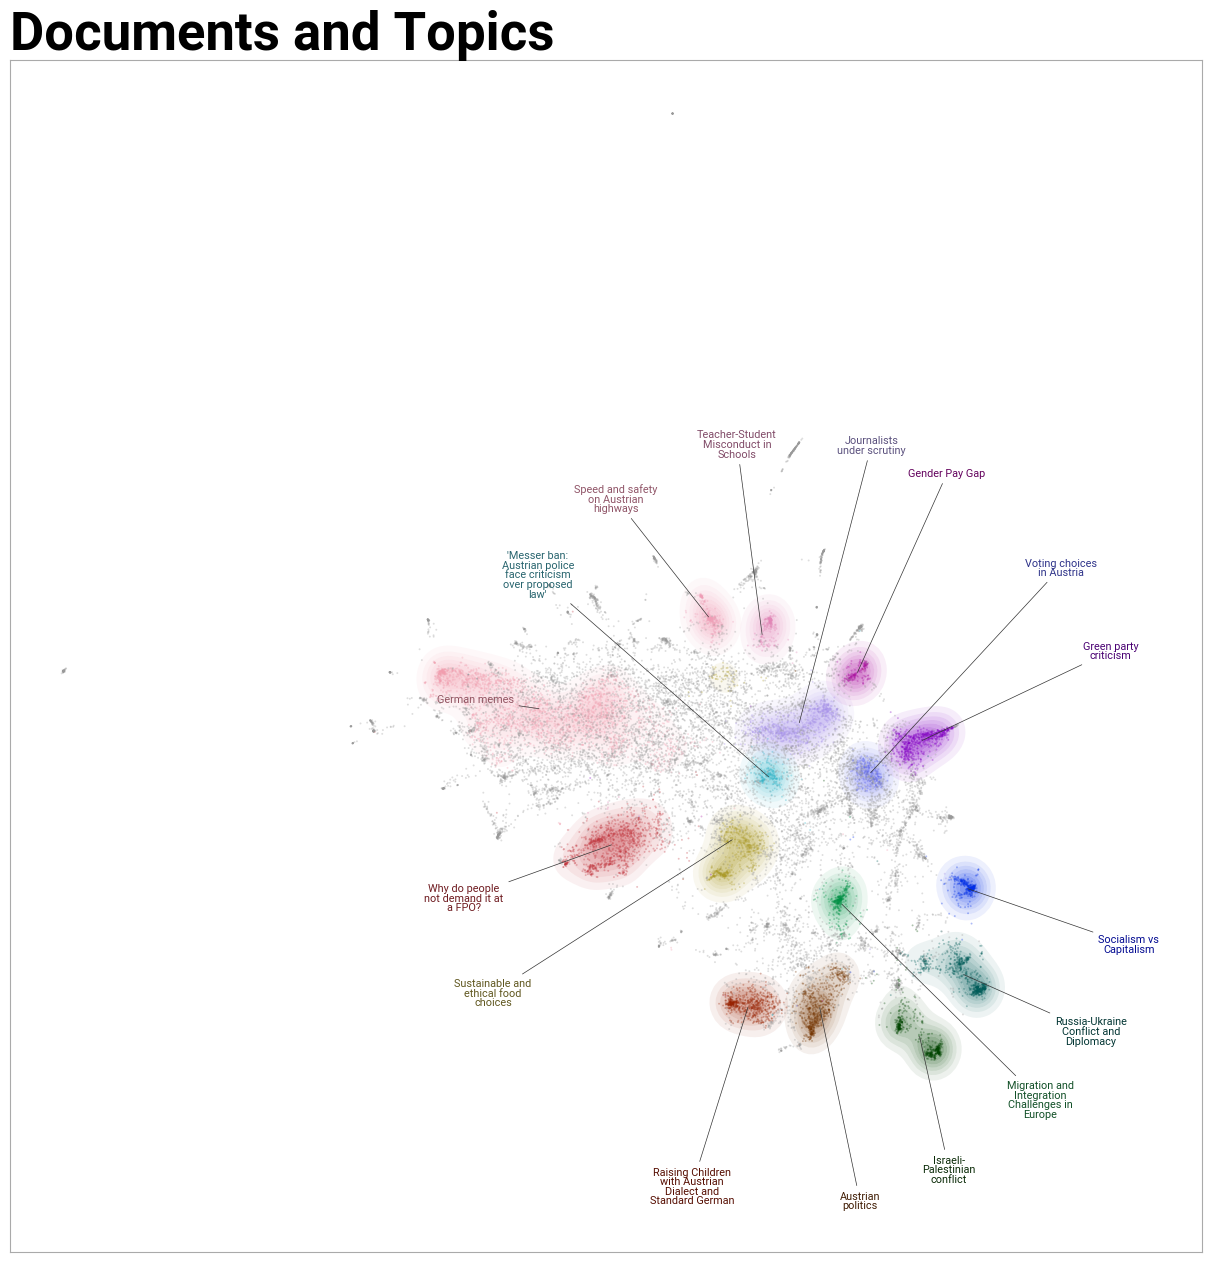 Documents and Topics
Teacher-Student
Misconduct in
Schools
Journalists
under scrutiny
Gender Pay Gap
Speed and safety
on Austrian
highways
'Messer ban:
Austrian police
face criticism
over proposed
law'
Voting choices
in Austria
Green party
criticism
German memes
Why do people
not demand it at
a FPO?
Socialism vs
Capitalism
Sustainable and
ethical food
choices
Russia-Ukraine
Conflict and
Diplomacy
Migration and
Integration
Challenges in
Europe
Israeli-
Palestinian
conflict
Raising Children
with Austrian
Dialect and
Standard German
Austrian
politics